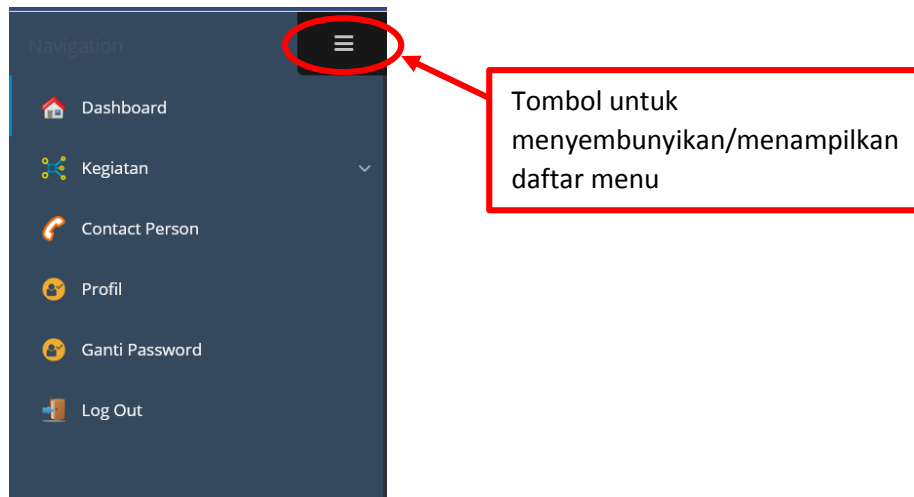 Navigation
Dashboard
Kegiatan
Contact Person
Profil
Ganti Password
Log Out
Tombol untuk
menyembunyikan/menampilkan
daftar menu